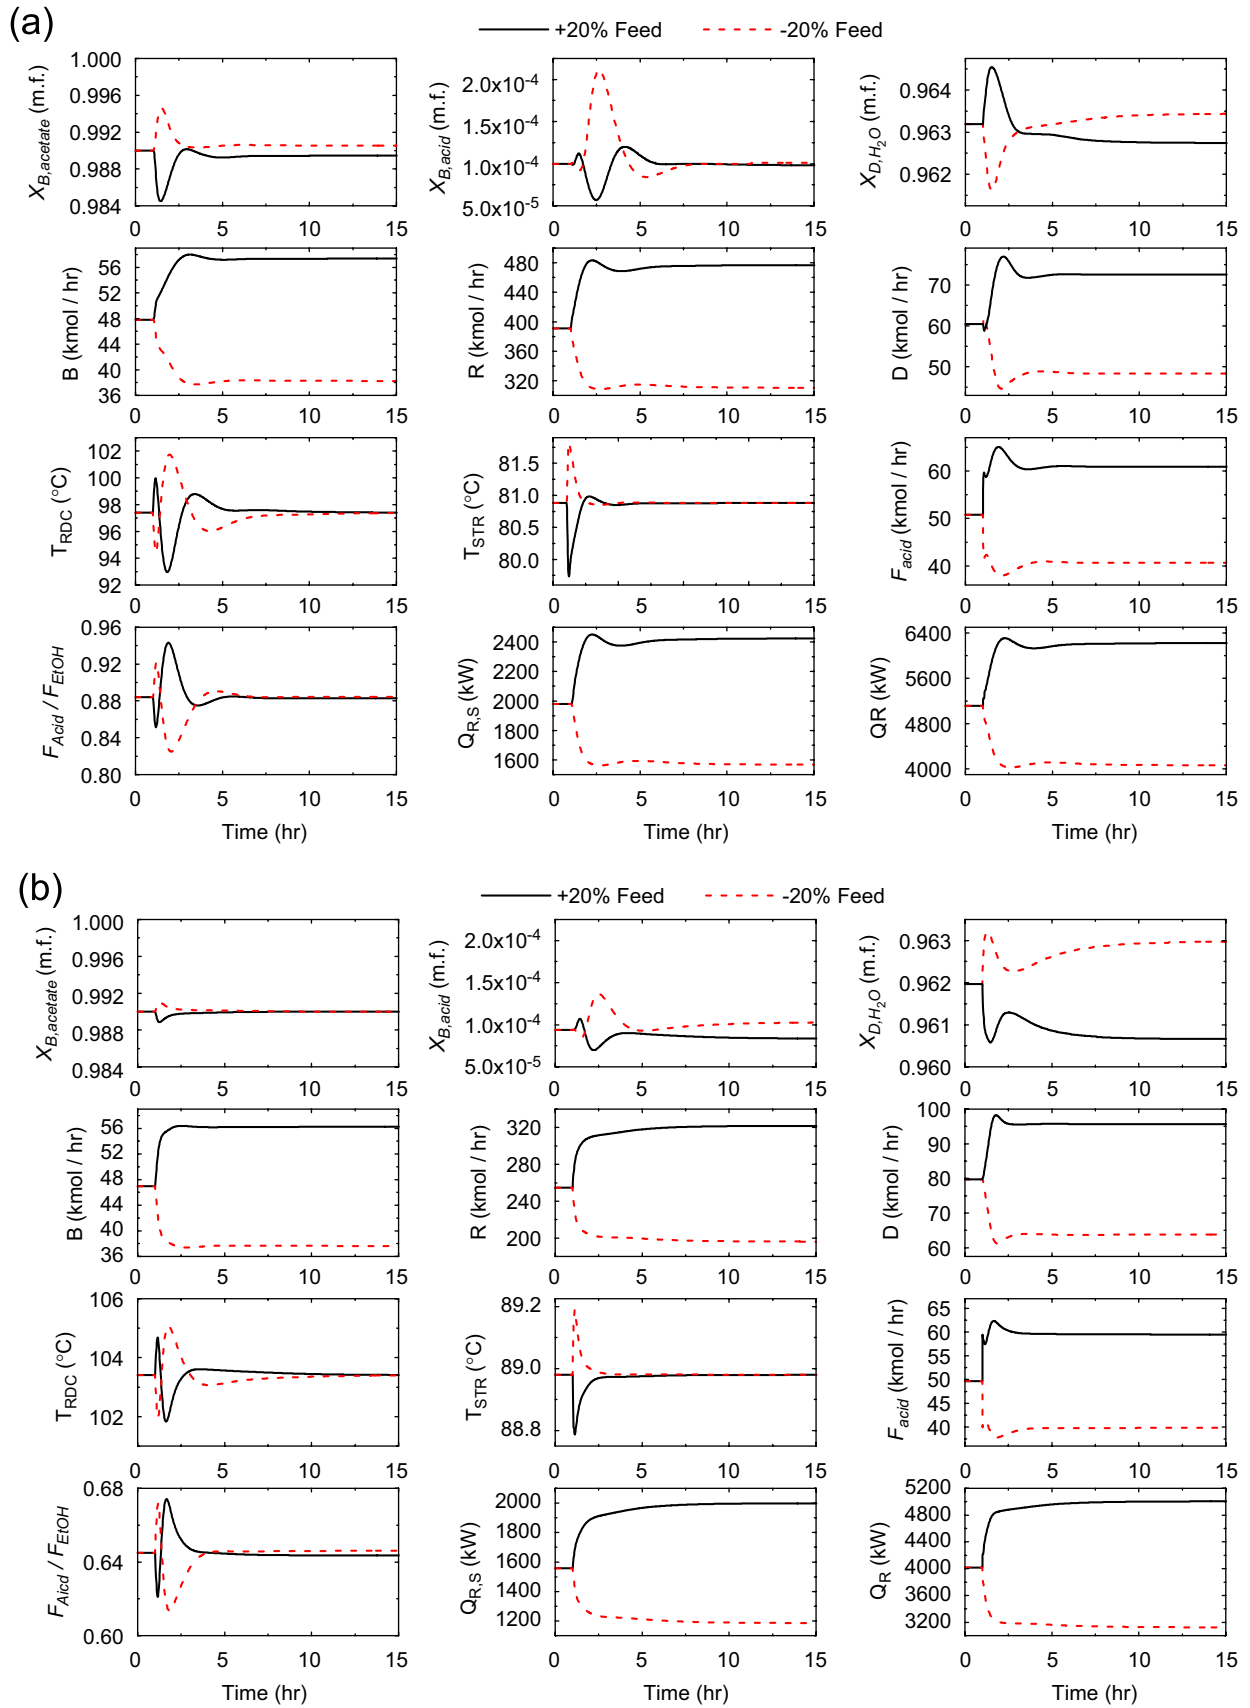 (a)
+20% Feed -20% Feed
X_B,acetate (m.f.)
1.000
0.996
0.992
0.988
0.984
0 5 10 15
X_B,acid (m.f.)
2.0x10⁻⁴
1.5x10⁻⁴
1.0x10⁻⁴
5.0x10⁻⁵
0 5 10 15
X_D,H₂O (m.f.)
0.964
0.963
0.962
0 5 10 15
B (kmol / hr)
56
52
48
44
40
36
0 5 10 15
R (kmol / hr)
480
440
400
360
320
0 5 10 15
D (kmol / hr)
70
60
50
0 5 10 15
T_RDC (°C)
102
100
98
96
94
92
0 5 10 15
T_STR (°C)
81.5
81.0
80.5
80.0
0 5 10 15
F_acid (kmol / hr)
60
50
40
0 5 10 15
F_Acid / F_EtOH
0.96
0.92
0.88
0.84
0.80
0 5 10 15
Time (hr)
Q_R,S (kW)
2400
2000
1600
0 5 10 15
Time (hr)
QR (kW)
6400
5600
4800
4000
0 5 10 15
Time (hr)
(b)
+20% Feed -20% Feed
X_B,acetate (m.f.)
1.000
0.996
0.992
0.988
0.984
0 5 10 15
X_B,acid (m.f.)
2.0x10⁻⁴
1.5x10⁻⁴
1.0x10⁻⁴
5.0x10⁻⁵
0 5 10 15
X_D,H₂O (m.f.)
0.963
0.962
0.961
0.960
0 5 10 15
B (kmol / hr)
56
52
48
44
40
36
0 5 10 15
R (kmol / hr)
320
280
240
200
0 5 10 15
D (kmol / hr)
100
90
80
70
60
0 5 10 15
T_RDC (°C)
106
104
102
0 5 10 15
T_STR (°C)
89.2
89.0
88.8
0 5 10 15
F_acid (kmol / hr)
65
60
55
50
45
40
0 5 10 15
F_Aicd / F_EtOH
0.68
0.64
0.60
0 5 10 15
Time (hr)
Q_R,S (kW)
2000
1800
1600
1400
1200
0 5 10 15
Time (hr)
Q_R (kW)
5200
4800
4400
4000
3600
3200
0 5 10 15
Time (hr)